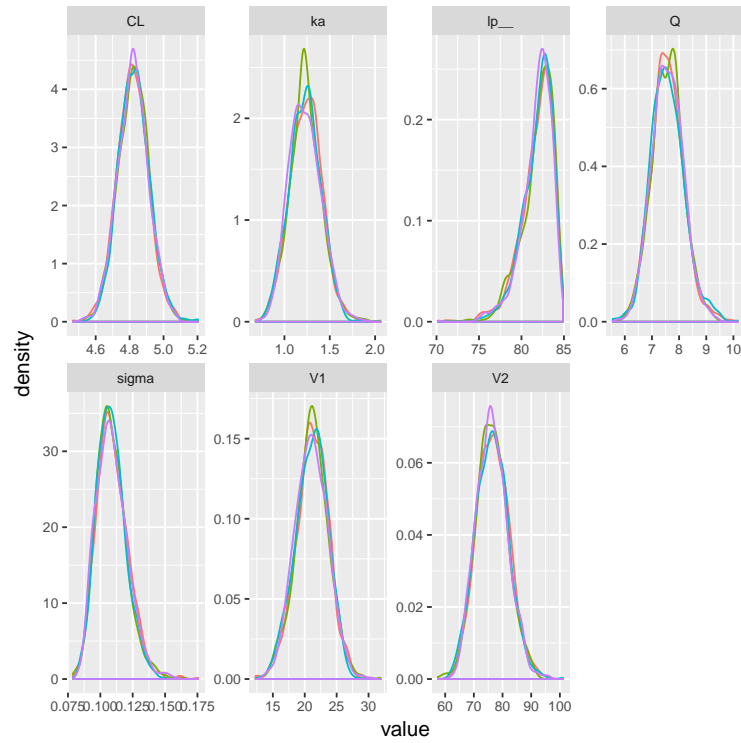 CL ka lp__ Q
4 3 2 1 0
2 1 0
0.2 0.1 0.0
0.6 0.4 0.2 0.0
4.6 4.8 5.0 5.2
1.0 1.5 2.0
70 75 80 85
6 7 8 9 10
density
sigma V1 V2
30 20 10 0
0.15 0.10 0.05 0.00
0.06 0.04 0.02 0.00
0.075 0.100 0.125 0.150 0.175
15 20 25 30
60 70 80 90 100
value